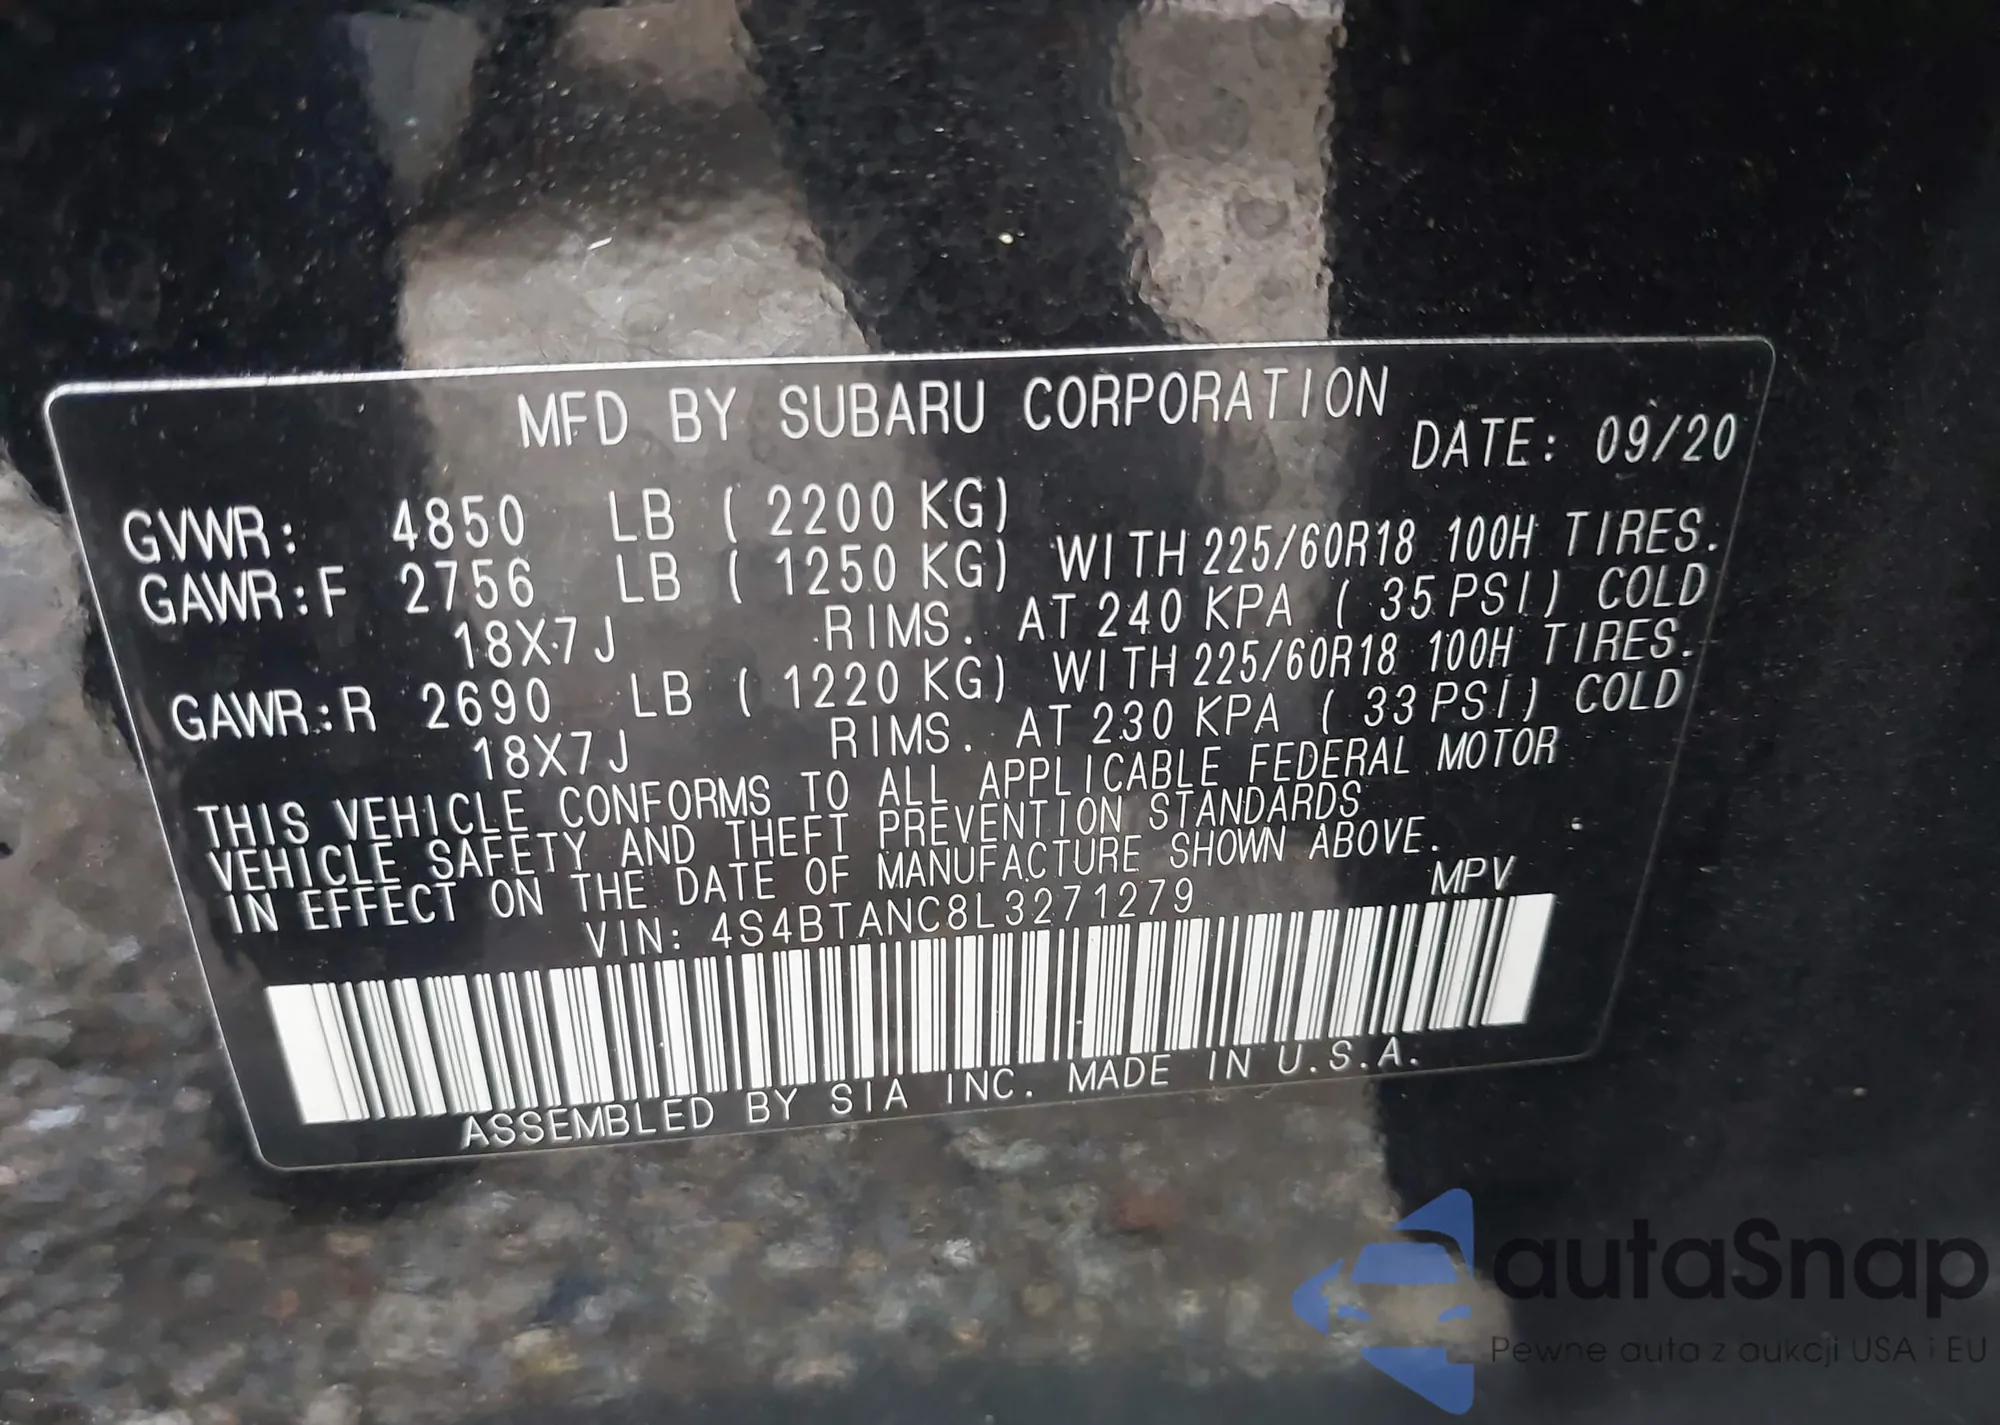 MFD BY SUBARU CORPORATION
DATE: 09/20
GVWR: 4850 LB ( 2200 KG)
GAWR:F 2756 LB ( 1250 KG) WITH 225/60R18 100H TIRES.
18X7J RIMS. AT 240 KPA ( 35 PSI) COLD
GAWR:R 2690 LB ( 1220 KG) WITH 225/60R18 100H TIRES.
18X7J RIMS. AT 230 KPA ( 33 PSI) COLD
THIS VEHICLE CONFORMS TO ALL APPLICABLE FEDERAL MOTOR
VEHICLE SAFETY AND THEFT PREVENTION STANDARDS
IN EFFECT ON THE DATE OF MANUFACTURE SHOWN ABOVE.
VIN: 4S4BTANC8L3271279 MPV
ASSEMBLED BY SIA INC. MADE IN U.S.A.
autaSnap
Pewne auta z aukcji USA i EU